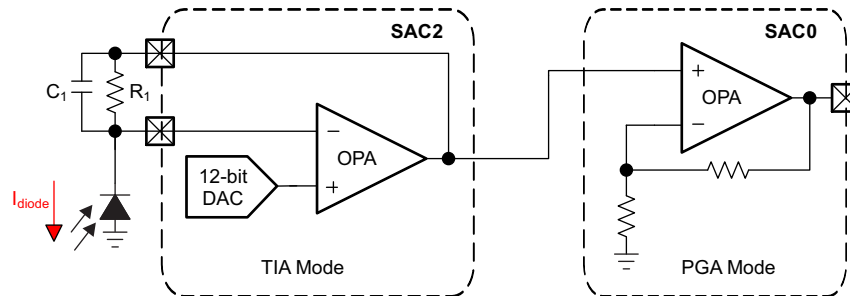 SAC2
SAC0
C1
R1
OPA
OPA
12-bit
DAC
Idiode
TIA Mode
PGA Mode